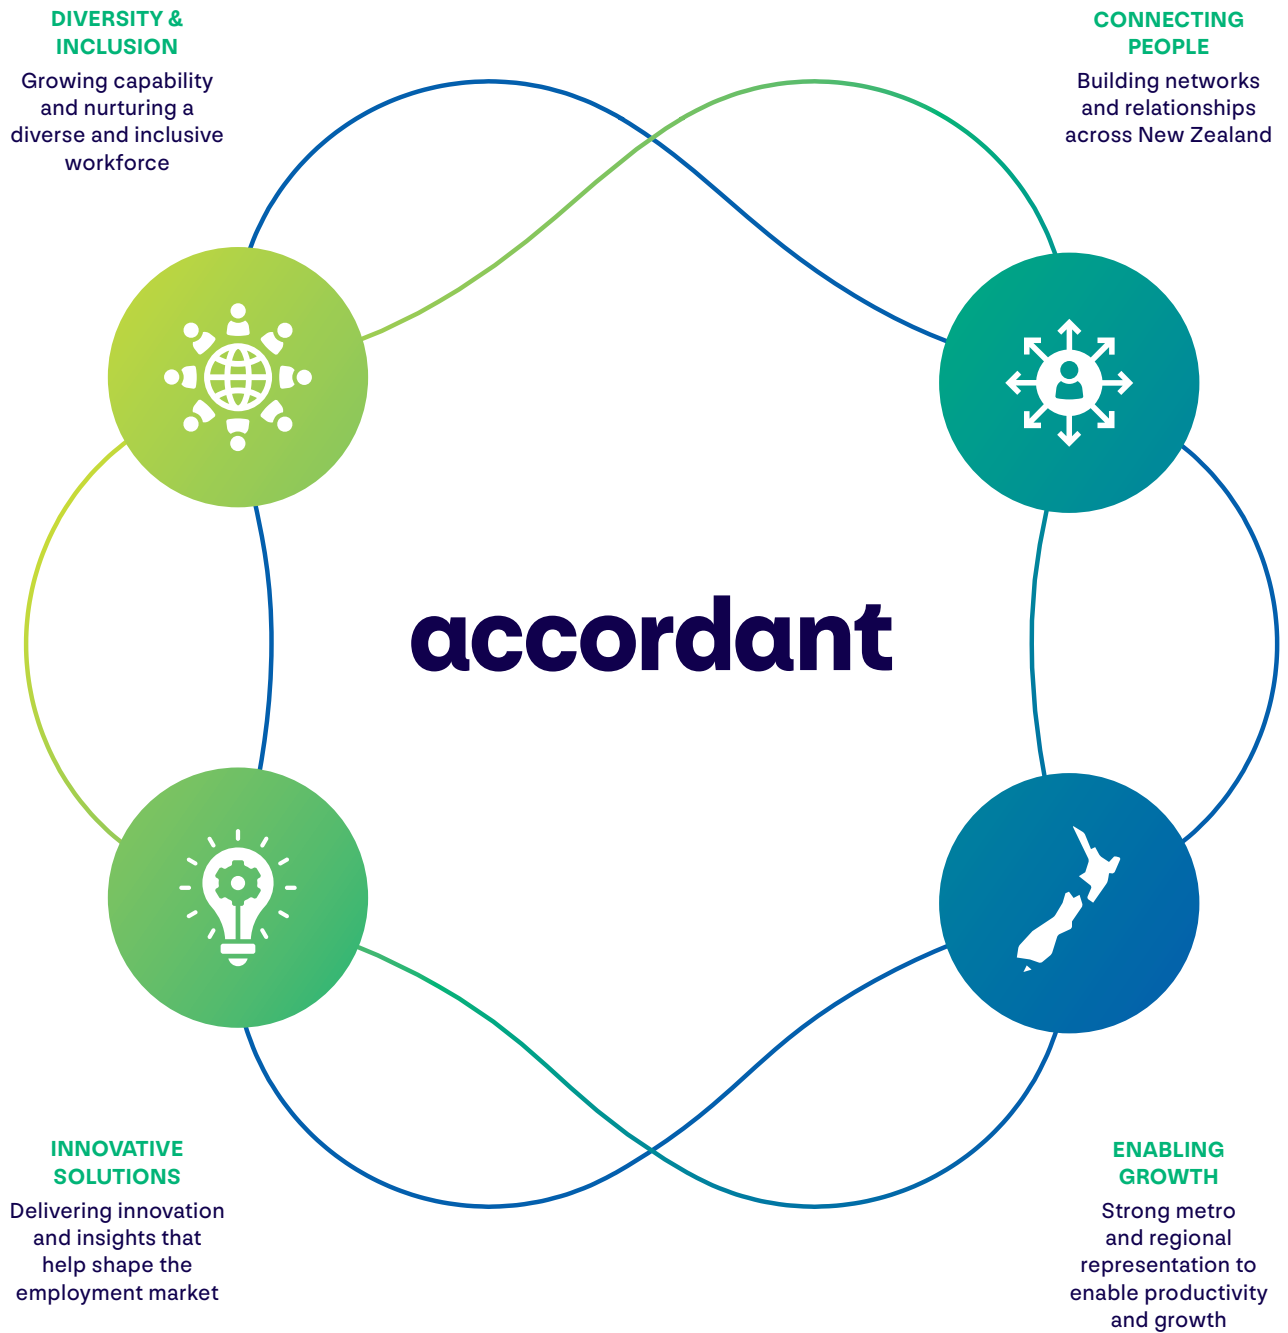 DIVERSITY &
INCLUSION
Growing capability
and nurturing a
diverse and inclusive
workforce
CONNECTING
PEOPLE
Building networks
and relationships
across New Zealand
accordant
INNOVATIVE
SOLUTIONS
Delivering innovation
and insights that
help shape the
employment market
ENABLING
GROWTH
Strong metro
and regional
representation to
enable productivity
and growth